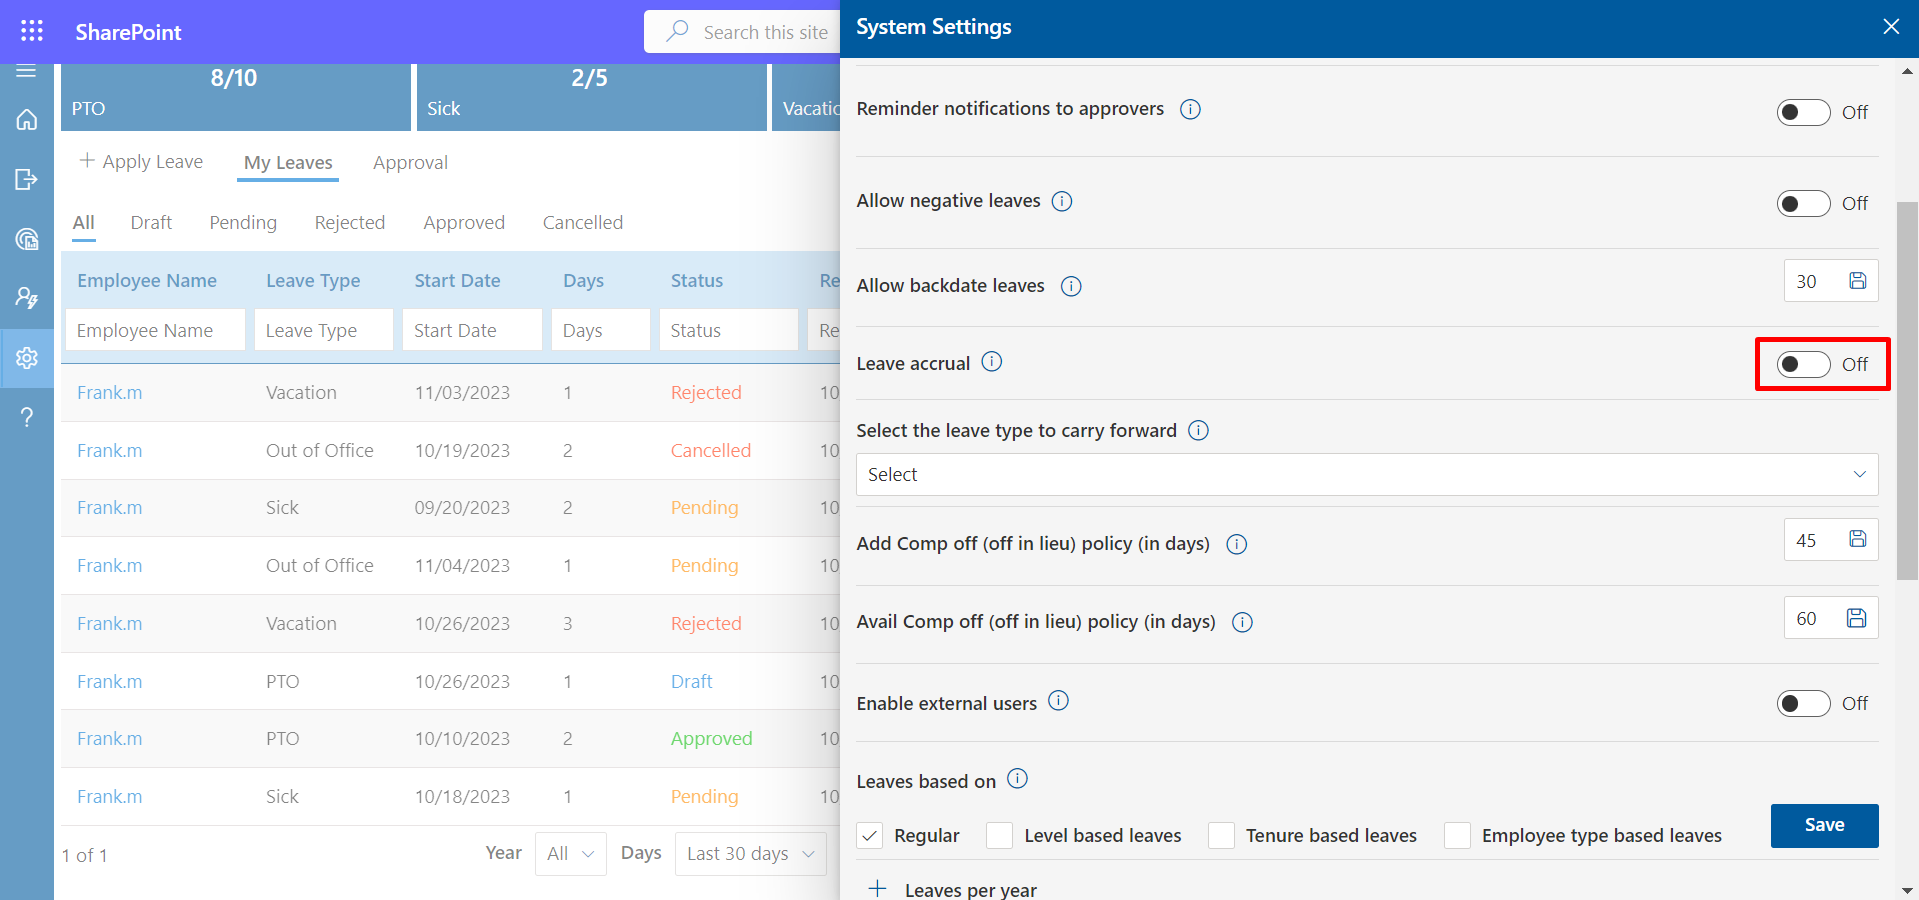 SharePoint
Search this site
8/10
PTO
2/5
Sick
Vacatio
Apply Leave
My Leaves
Approval
All
Draft
Pending
Rejected
Approved
Cancelled
Employee Name Leave Type Start Date Days Status Re
Employee Name Leave Type Start Date Days Status Re
Frank.m Vacation 11/03/2023 1 Rejected 10
Frank.m Out of Office 10/19/2023 2 Cancelled 10
Frank.m Sick 09/20/2023 2 Pending 10
Frank.m Out of Office 11/04/2023 1 Pending 10
Frank.m Vacation 10/26/2023 3 Rejected 10
Frank.m PTO 10/26/2023 1 Draft 10
Frank.m PTO 10/10/2023 2 Approved 10
Frank.m Sick 10/18/2023 1 Pending 10
1 of 1
Year All Days Last 30 days
System Settings
Reminder notifications to approvers Off
Allow negative leaves Off
Allow backdate leaves 30
Leave accrual Off
Select the leave type to carry forward
Select
Add Comp off (off in lieu) policy (in days) 45
Avail Comp off (off in lieu) policy (in days) 60
Enable external users Off
Leaves based on
Regular Level based leaves Tenure based leaves Employee type based leaves
Save
Leaves per year